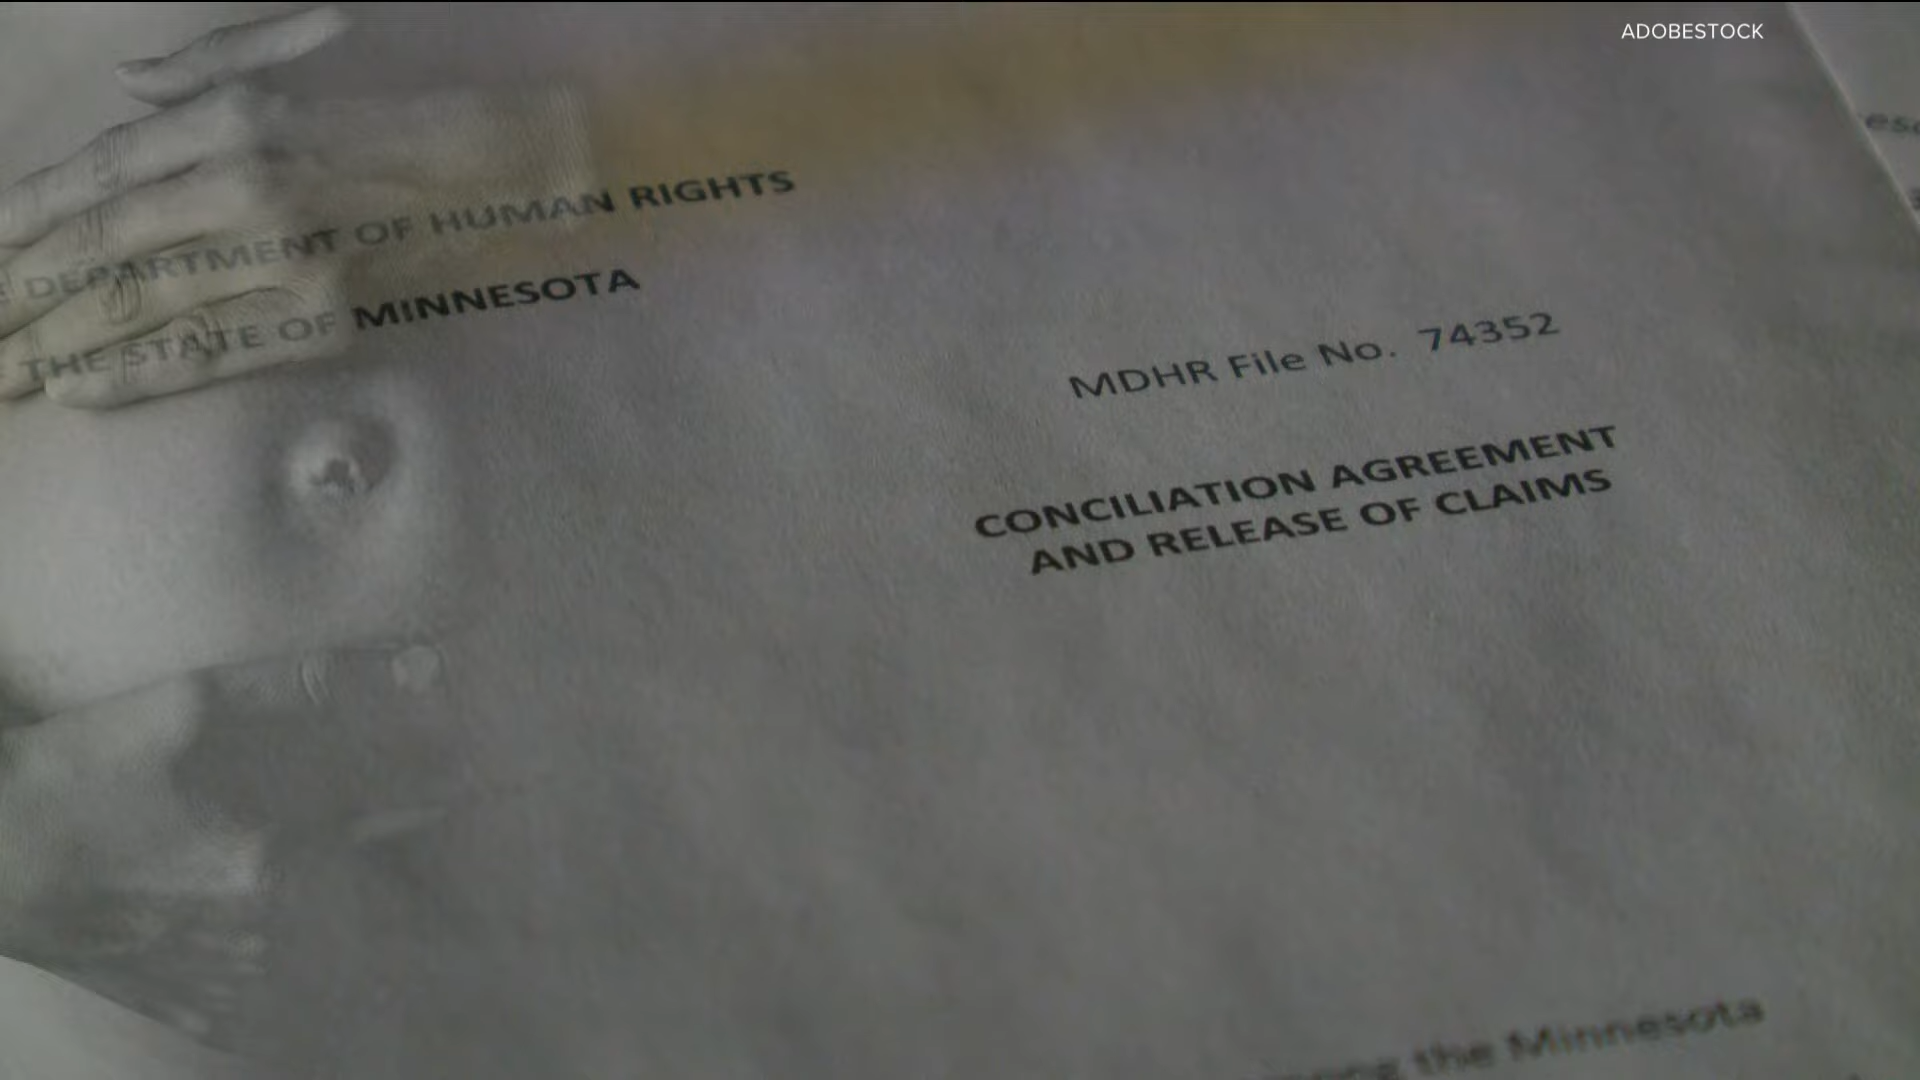 ADOBESTOCK
DEPARTMENT OF HUMAN RIGHTS
THE STATE OF MINNESOTA
MDHR File No. 74352
CONCILIATION AGREEMENT
AND RELEASE OF CLAIMS
the Minnesota